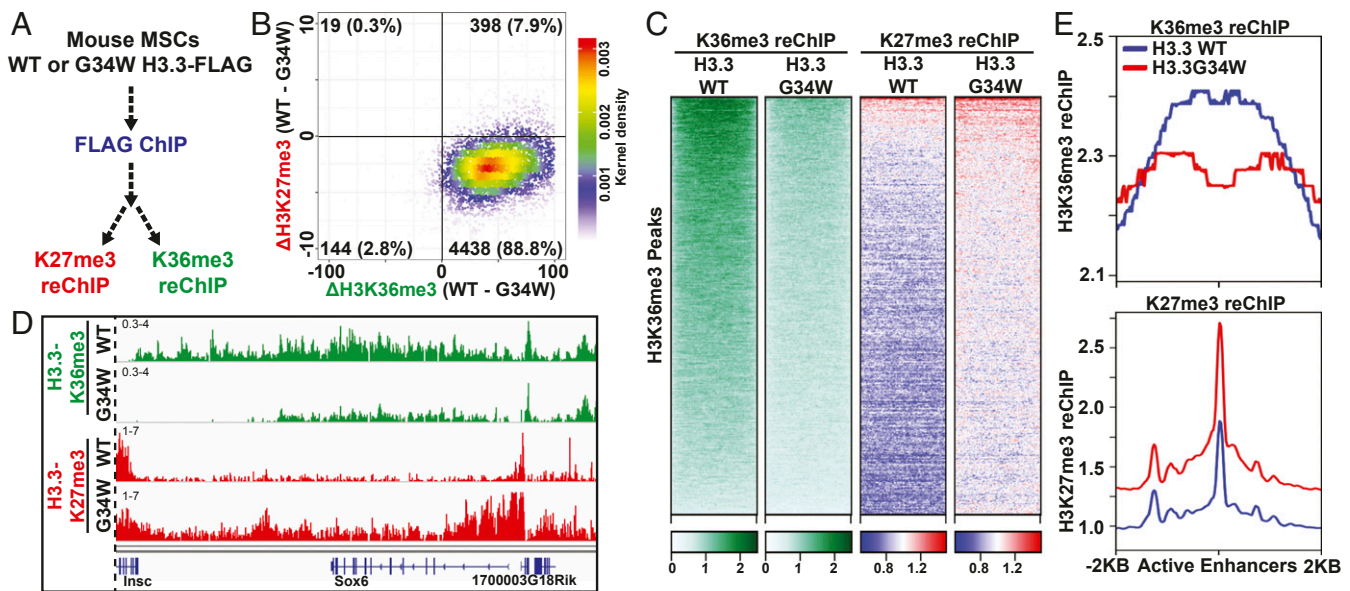 A
Mouse MSCs
WT or G34W H3.3-FLAG
FLAG ChIP
K27me3
reChIP
K36me3
reChIP
B
19 (0.3%)
398 (7.9%)
144 (2.8%)
4438 (88.8%)
ΔH3K27me3 (WT - G34W)
10
0
-10
-100
0
100
ΔH3K36me3 (WT - G34W)
0.003
0.002
0.001
Kernel density
C
K36me3 reChIP
K27me3 reChIP
H3.3
WT
H3.3
G34W
H3.3
WT
H3.3
G34W
H3K36me3 Peaks
0 1 2
0 1 2
0.8 1.2
0.8 1.2
D
H3.3-
K36me3
WT
0.3-4
G34W
0.3-4
H3.3-
K27me3
WT
1-7
G34W
1-7
Insc
Sox6
1700003G18Rik
E
K36me3 reChIP
H3.3 WT
H3.3G34W
H3K36me3 reChIP
2.5
2.3
2.1
K27me3 reChIP
H3K27me3 reChIP
2.5
2.0
1.5
1.0
-2KB Active Enhancers 2KB